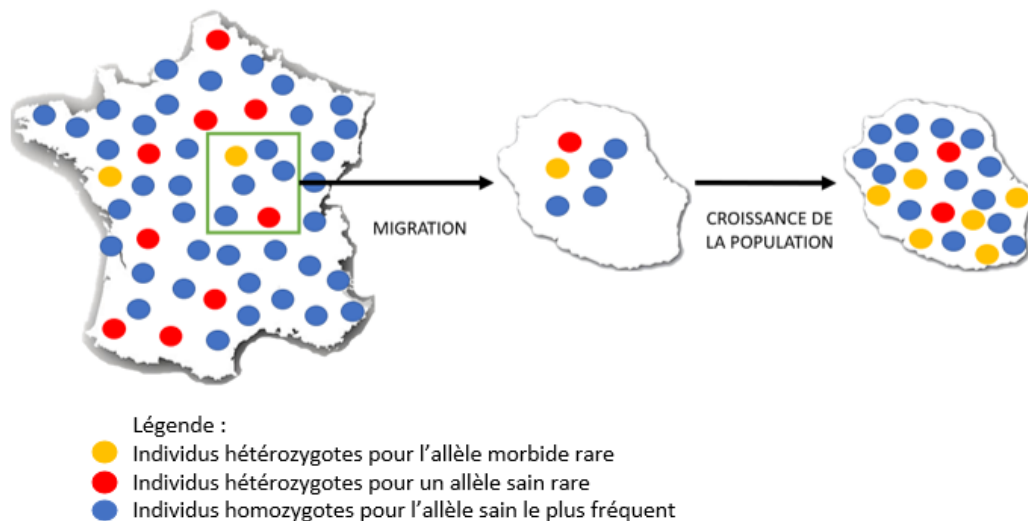 MIGRATION
CROISSANCE DE
LA POPULATION
Légende :
Individus hétérozygotes pour l’allèle morbide rare
Individus hétérozygotes pour un allèle sain rare
Individus homozygotes pour l’allèle sain le plus fréquent